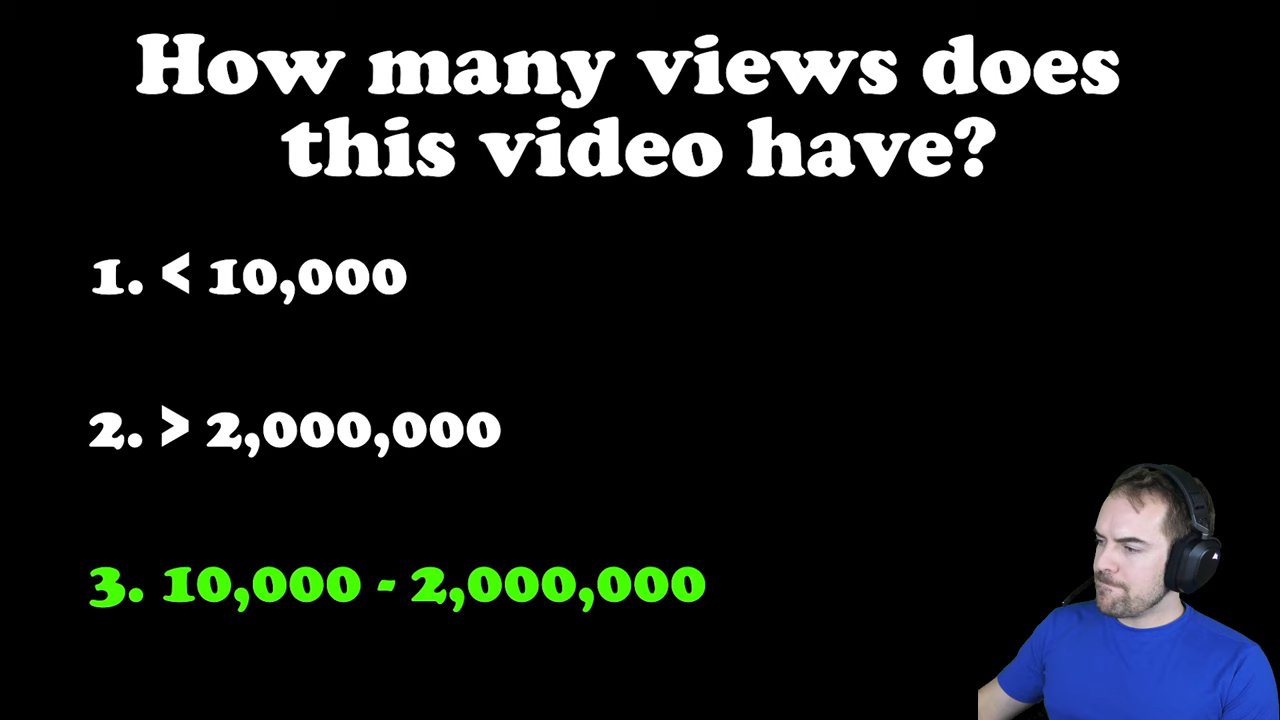 How many views does
this video have?
1. < 10,000
2. > 2,000,000
3. 10,000 - 2,000,000